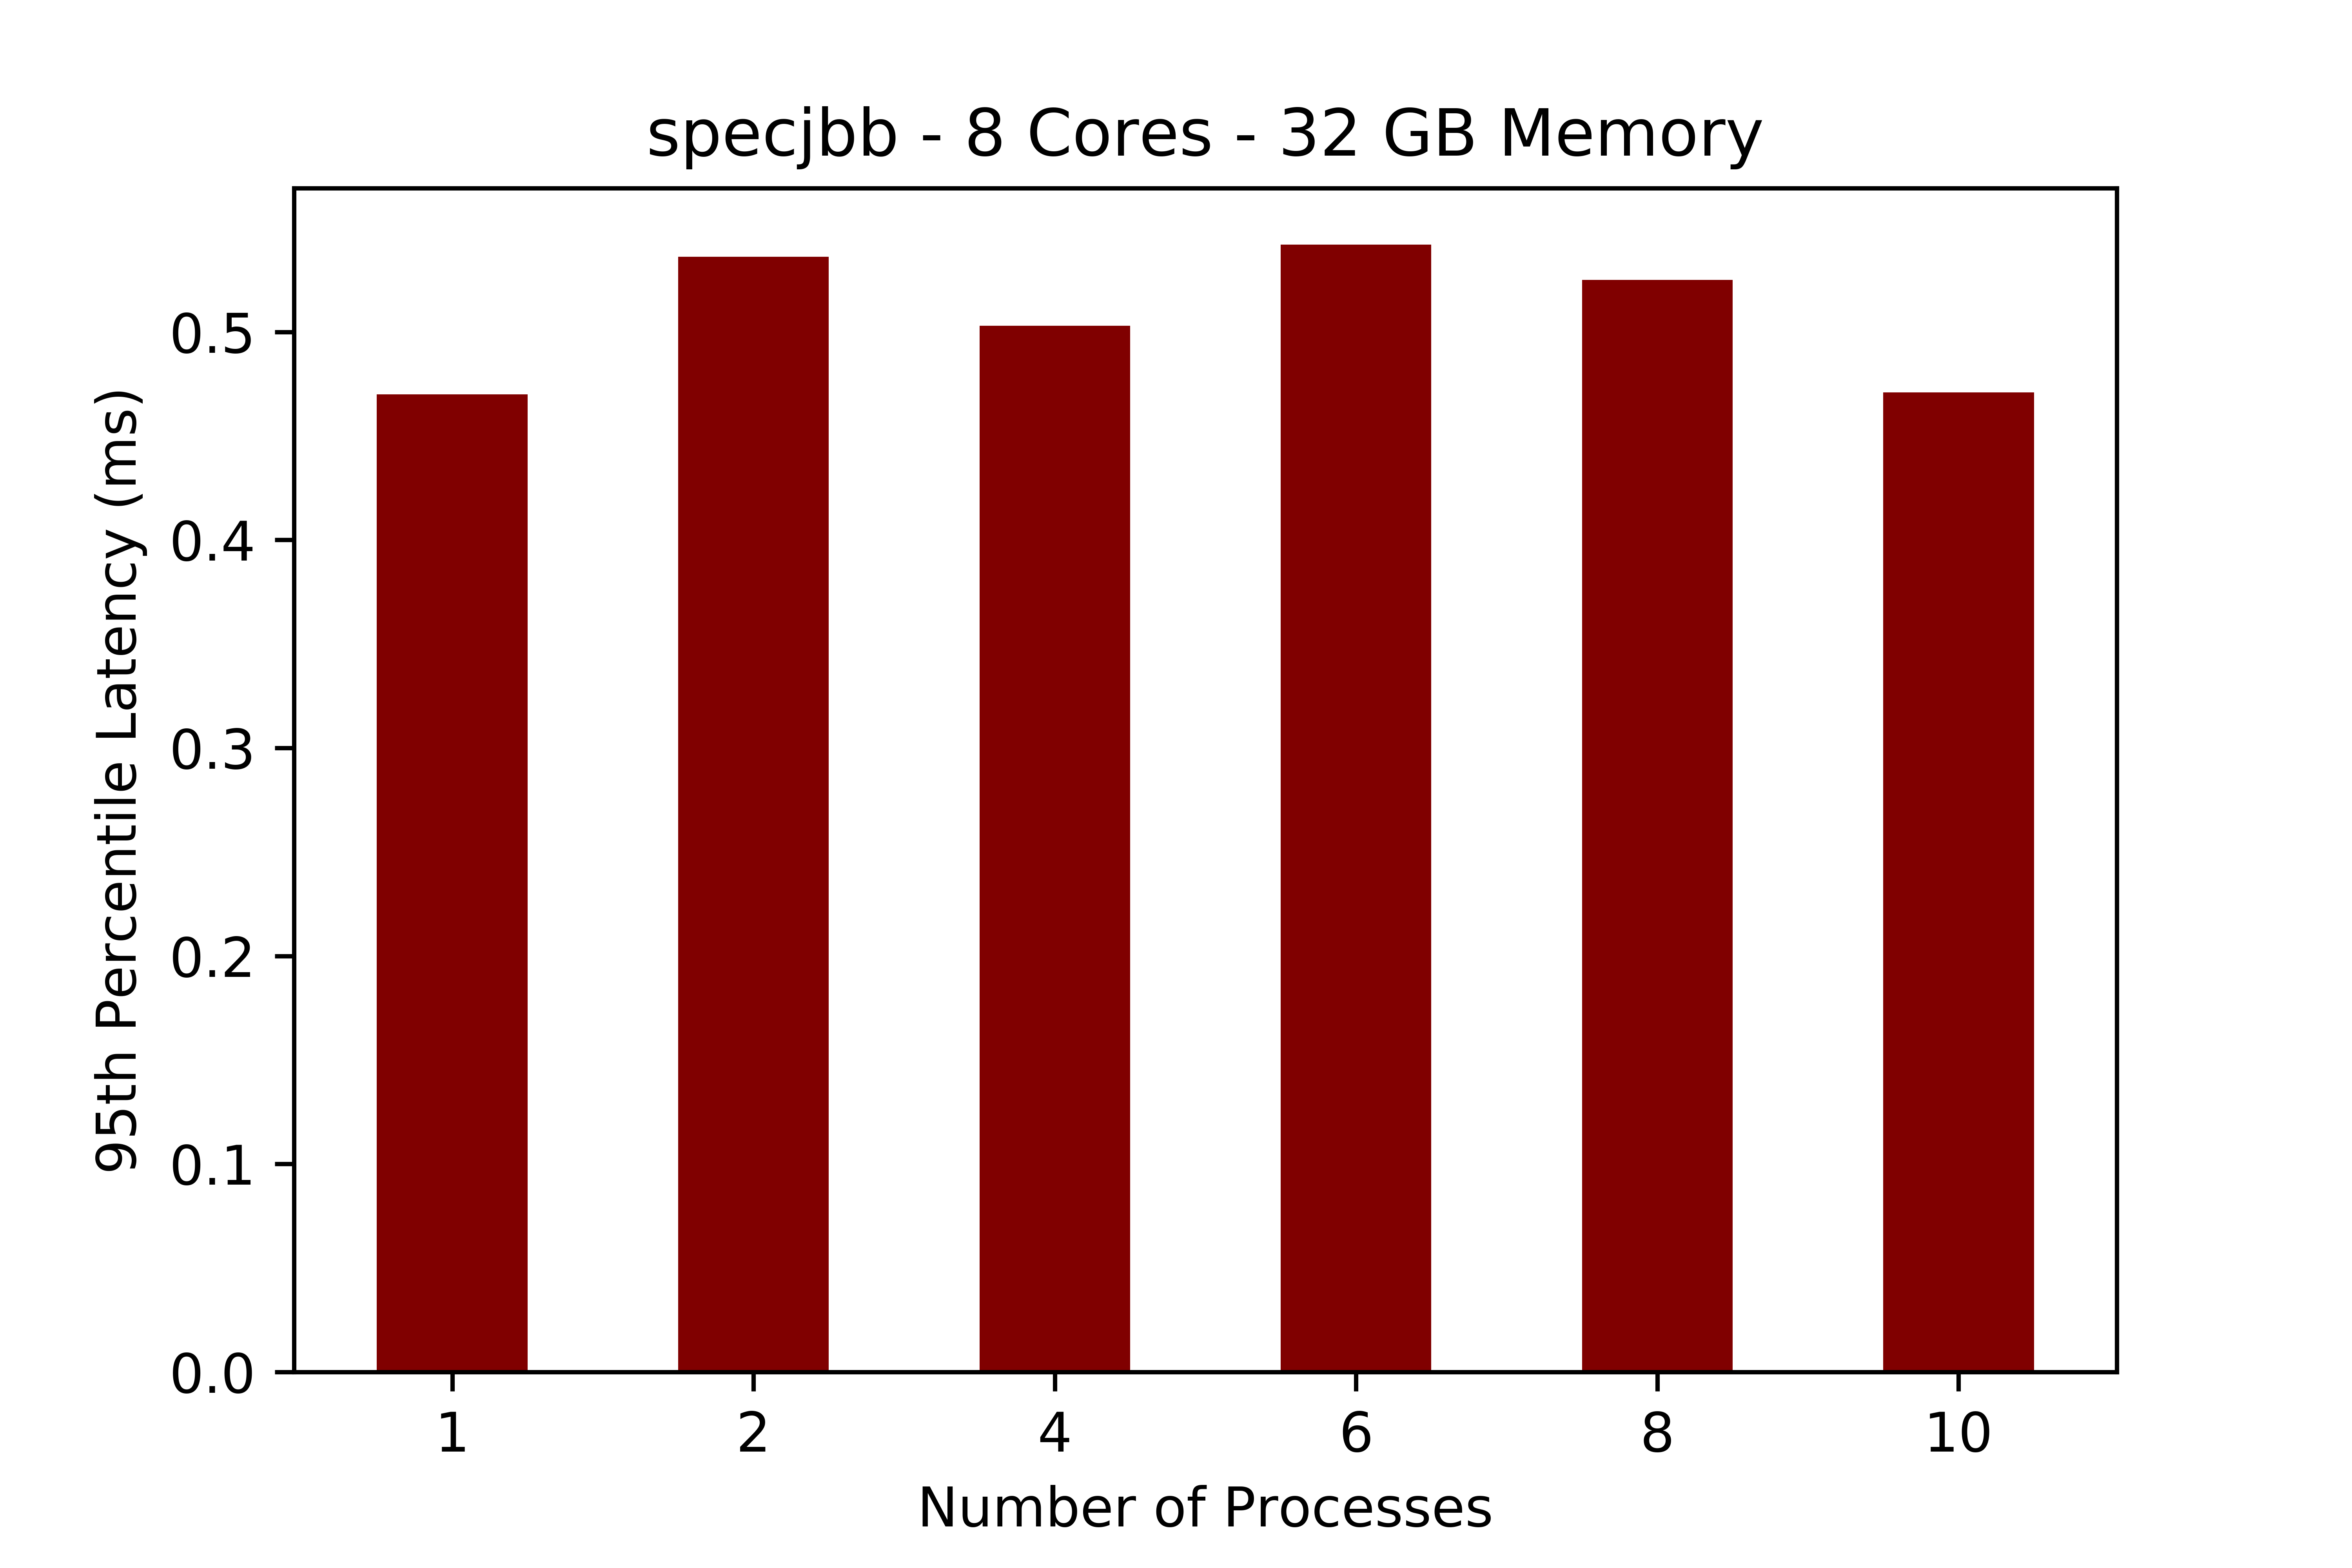 specjbb - 8 Cores - 32 GB Memory
95th Percentile Latency (ms)
0.5
0.4
0.3
0.2
0.1
0.0
1 2 4 6 8 10
Number of Processes